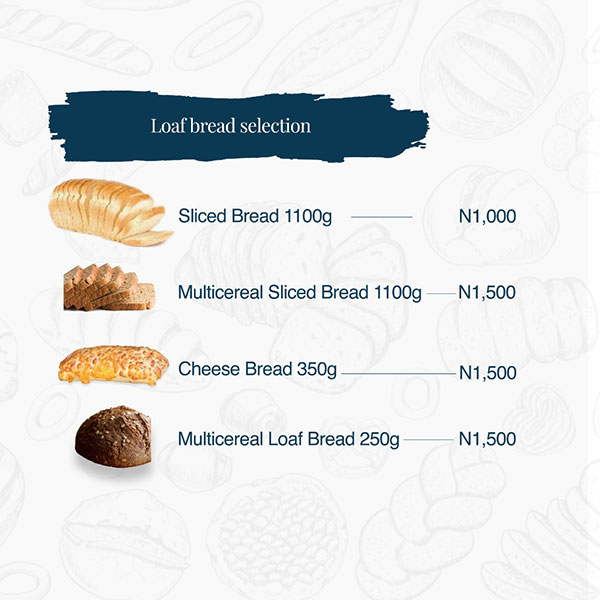 Loaf bread selection
Sliced Bread 1100g N1,000
Multicereal Sliced Bread 1100g N1,500
Cheese Bread 350g N1,500
Multicereal Loaf Bread 250g N1,500